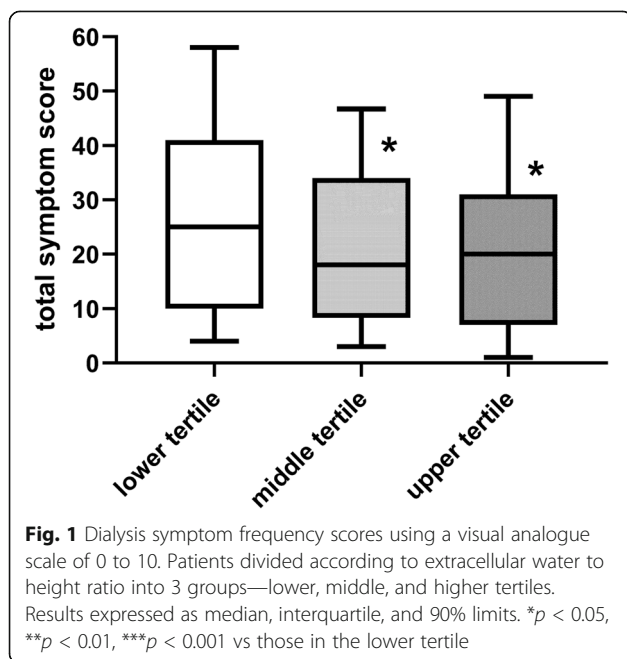 60
50
40
30
20
10
0
total symptom score
*
*
lower tertile
middle tertile
upper tertile
Fig. 1 Dialysis symptom frequency scores using a visual analogue
scale of 0 to 10. Patients divided according to extracellular water to
height ratio into 3 groups—lower, middle, and higher tertiles.
Results expressed as median, interquartile, and 90% limits. *p < 0.05,
**p < 0.01, ***p < 0.001 vs those in the lower tertile